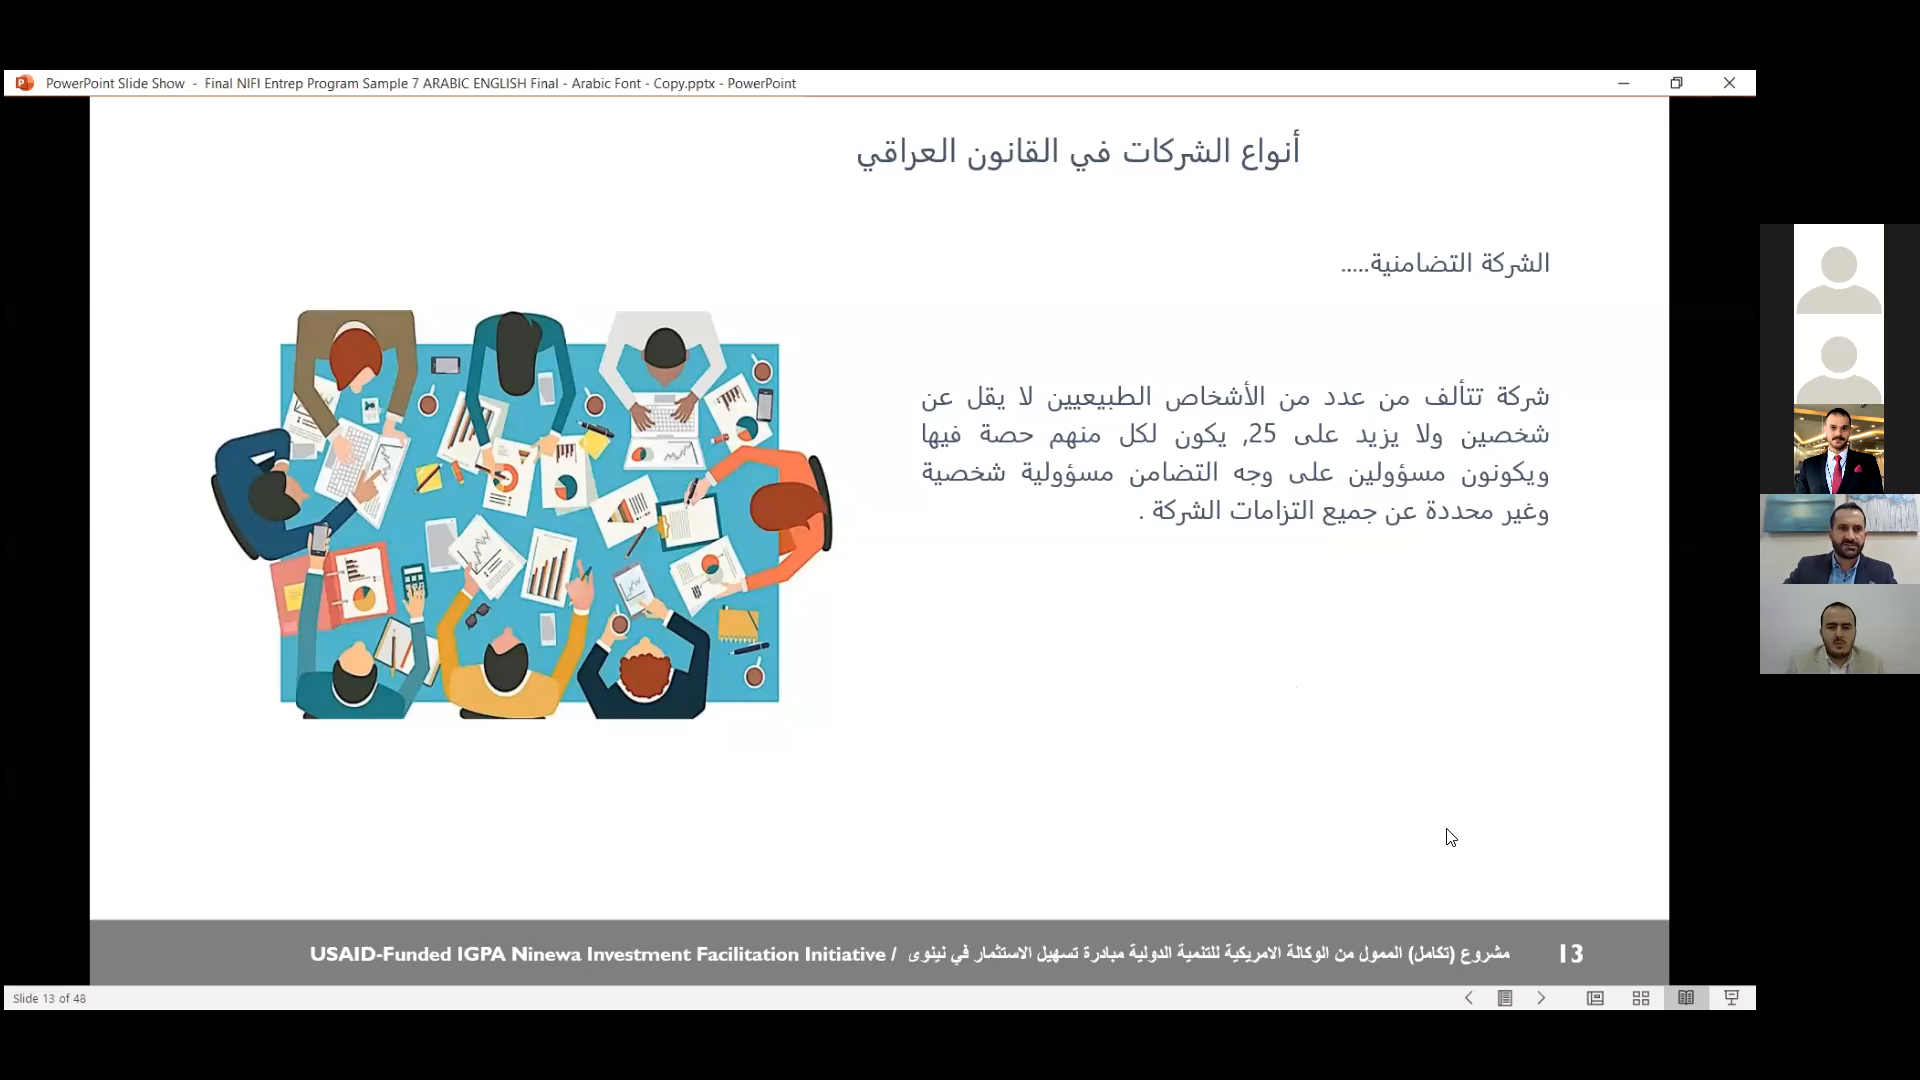 PowerPoint Slide Show - Final NIFI Entrep Program Sample 7 ARABIC ENGLISH Final - Arabic Font - Copy.pptx - PowerPoint
أنواع الشركات في القانون العراقي
الشركة التضامنية.....
شركة تتألف من عدد من الأشخاص الطبيعيين لا يقل عن
شخصين ولا يزيد على 25, يكون لكل منهم حصة فيها
ويكونون مسؤولين على وجه التضامن مسؤولية شخصية
وغير محددة عن جميع التزامات الشركة .
13 مشروع (تكامل) الممول من الوكالة الامريكية للتنمية الدولية مبادرة تسهيل الاستثمار في نينوى / USAID-Funded IGPA Ninewa Investment Facilitation Initiative
Slide 13 of 48